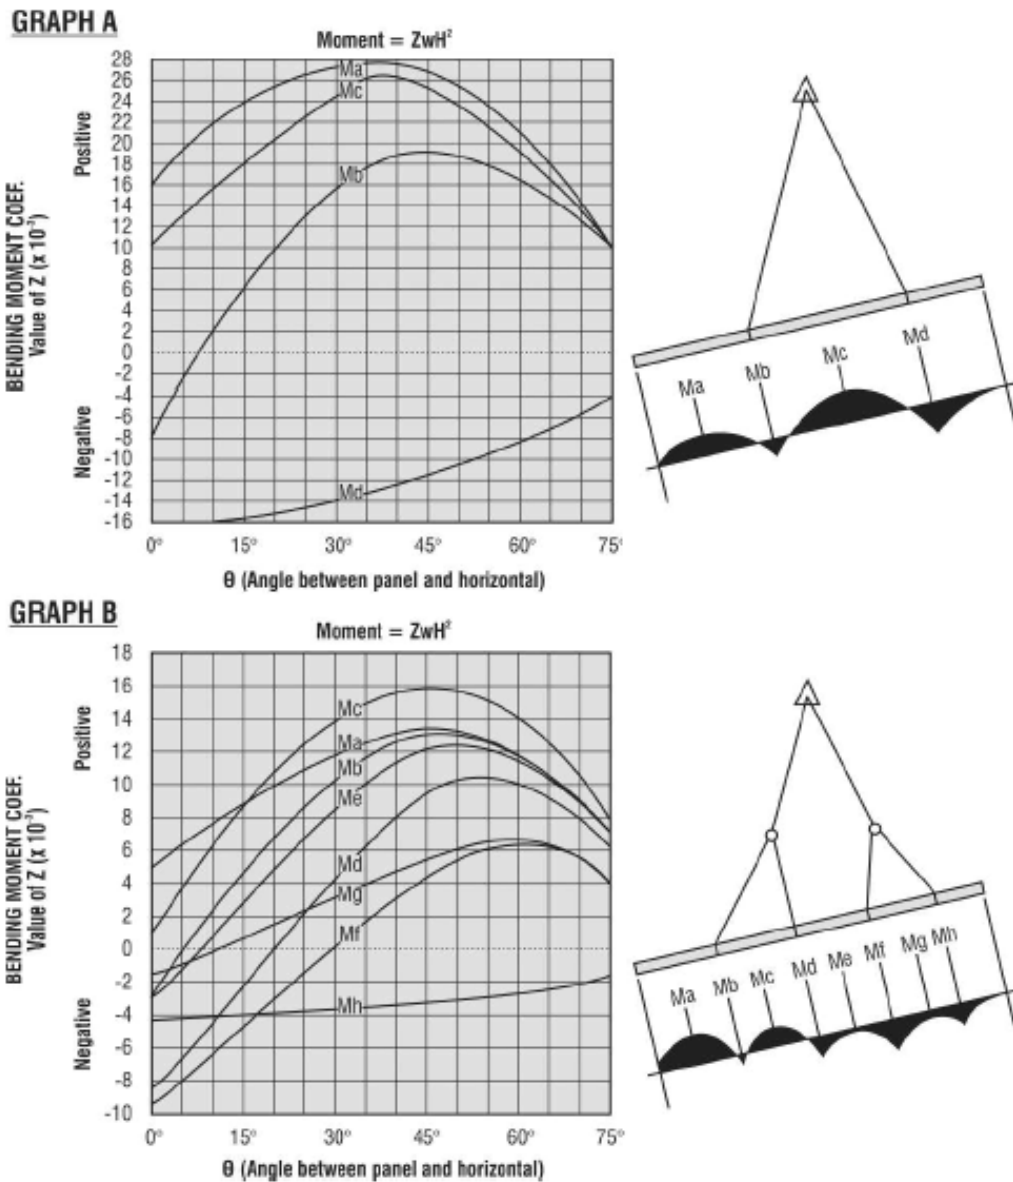 GRAPH A
Moment = ZwH²
28
26
24
22
20
18
16
14
12
10
8
6
4
2
0
-2
-4
-6
-8
-10
-12
-14
-16
Positive
Negative
BENDING MOMENT COEF.
Value of Z (x 10⁻³)
Ma
Mc
Mb
Md
0° 15° 30° 45° 60° 75°
θ (Angle between panel and horizontal)
Ma Mb Mc Md
GRAPH B
Moment = ZwH²
18
16
14
12
10
8
6
4
2
0
-2
-4
-6
-8
-10
Positive
Negative
BENDING MOMENT COEF.
Value of Z (x 10⁻³)
Mc
Ma
Mb
Me
Md
Mg
Mf
Mh
0° 15° 30° 45° 60° 75°
θ (Angle between panel and horizontal)
Ma Mb Mc Md Me Mf Mg Mh